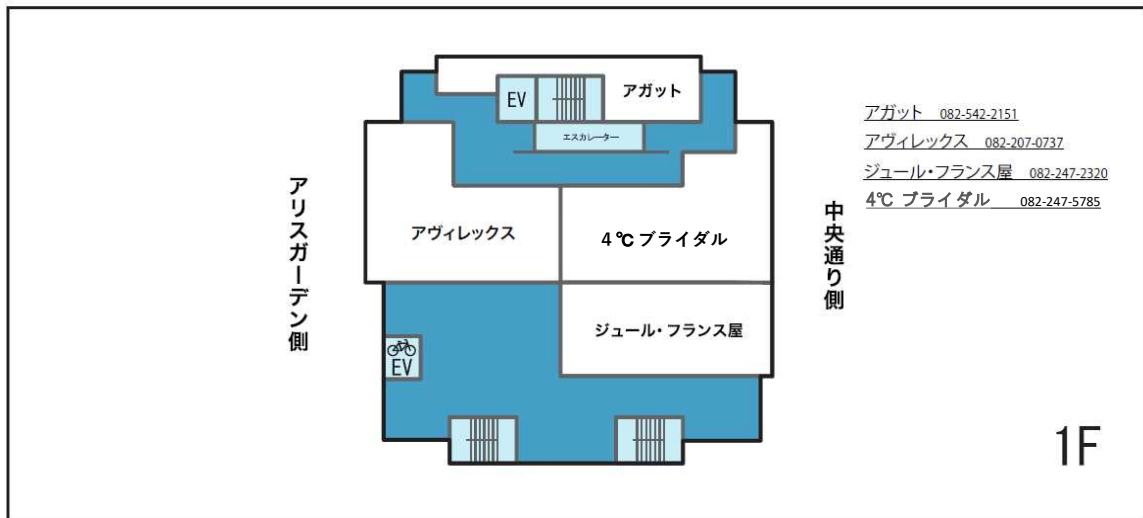 EV
アガット
エスカレーター
アリスガーデン側
アヴィレックス
4℃ ブライダル
ジュール・フランス屋
EV
中央通り側
アガット 082-542-2151
アヴィレックス 082-207-0737
ジュール・フランス屋 082-247-2320
4℃ ブライダル 082-247-5785
1F